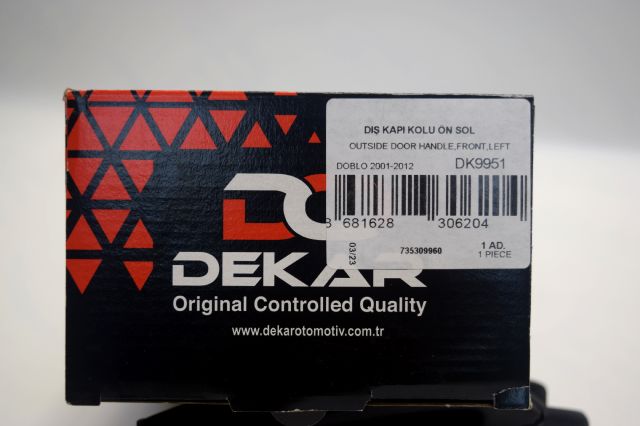 DIŞ KAPI KOLU ÖN SOL
OUTSIDE DOOR HANDLE,FRONT,LEFT
DOBLO 2001-2012 DK9951
8 681628 306204
03/23
735309960
1 AD.
1 PIECE
DEKAR
Original Controlled Quality
www.dekarotomotiv.com.tr